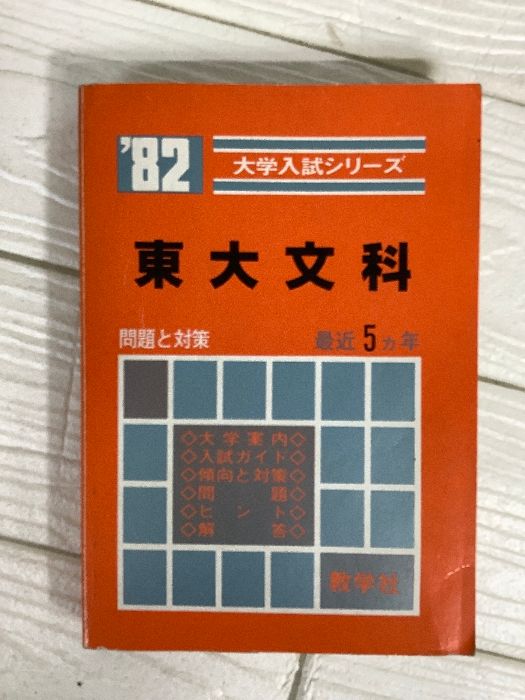 '82
大学入試シリーズ
東大文科
問題と対策
最近5ヵ年
◇大学案内◇
◇入試ガイド◇
◇傾向と対策◇
◇問題◇
◇ヒント◇
◇解答◇
教学社